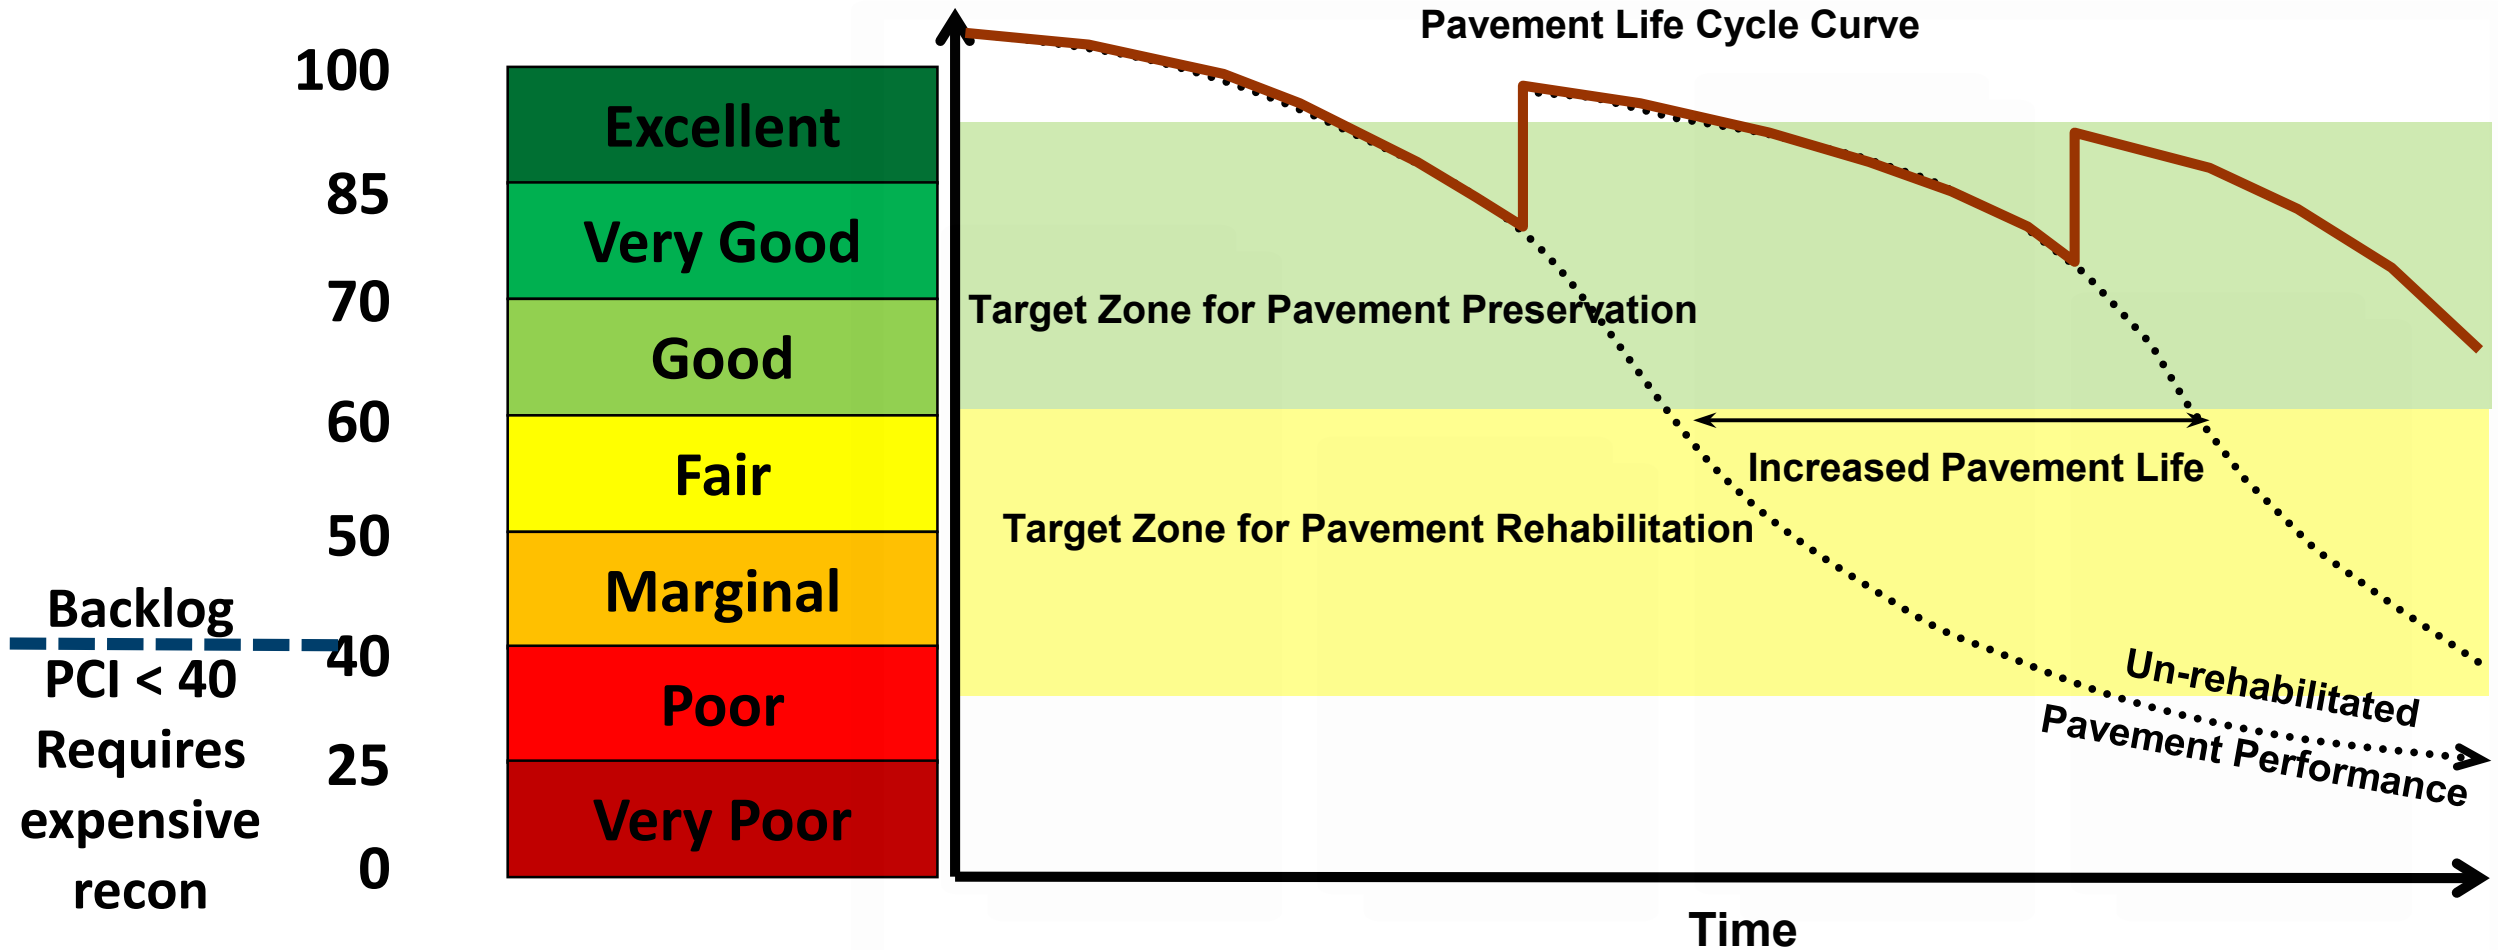 Pavement Life Cycle Curve
100
Excellent
85
Very Good
70
Good
60
Fair
50
Marginal
40
Poor
25
Very Poor
0
Backlog
PCI < 40
Requires
expensive
recon
Target Zone for Pavement Preservation
Increased Pavement Life
Target Zone for Pavement Rehabilitation
Un-rehabilitated
Pavement Performance
Time